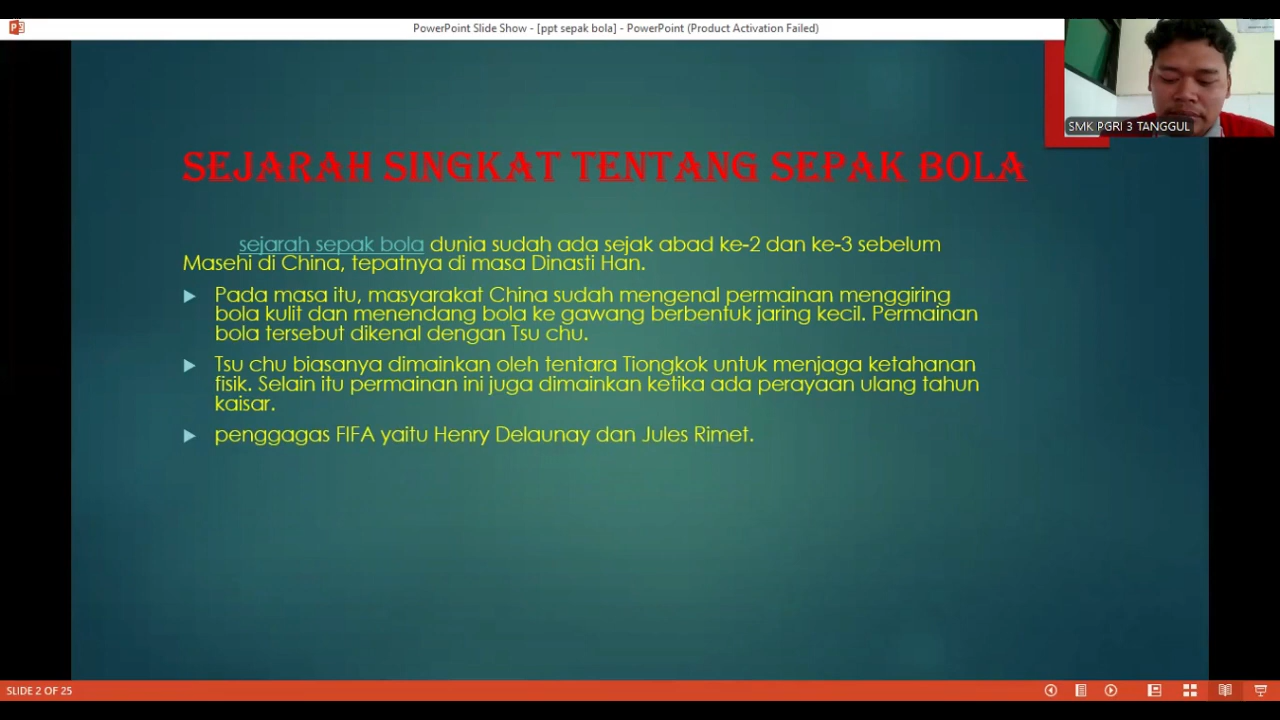 PowerPoint Slide Show - [ppt sepak bola] - PowerPoint (Product Activation Failed)
SMK PGRI 3 TANGGUL
SEJARAH SINGKAT TENTANG SEPAK BOLA
sejarah sepak bola dunia sudah ada sejak abad ke-2 dan ke-3 sebelum
Masehi di China, tepatnya di masa Dinasti Han.
Pada masa itu, masyarakat China sudah mengenal permainan menggiring
bola kulit dan menendang bola ke gawang berbentuk jaring kecil. Permainan
bola tersebut dikenal dengan Tsu chu.
Tsu chu biasanya dimainkan oleh tentara Tiongkok untuk menjaga ketahanan
fisik. Selain itu permainan ini juga dimainkan ketika ada perayaan ulang tahun
kaisar.
penggagas FIFA yaitu Henry Delaunay dan Jules Rimet.
SLIDE 2 OF 25